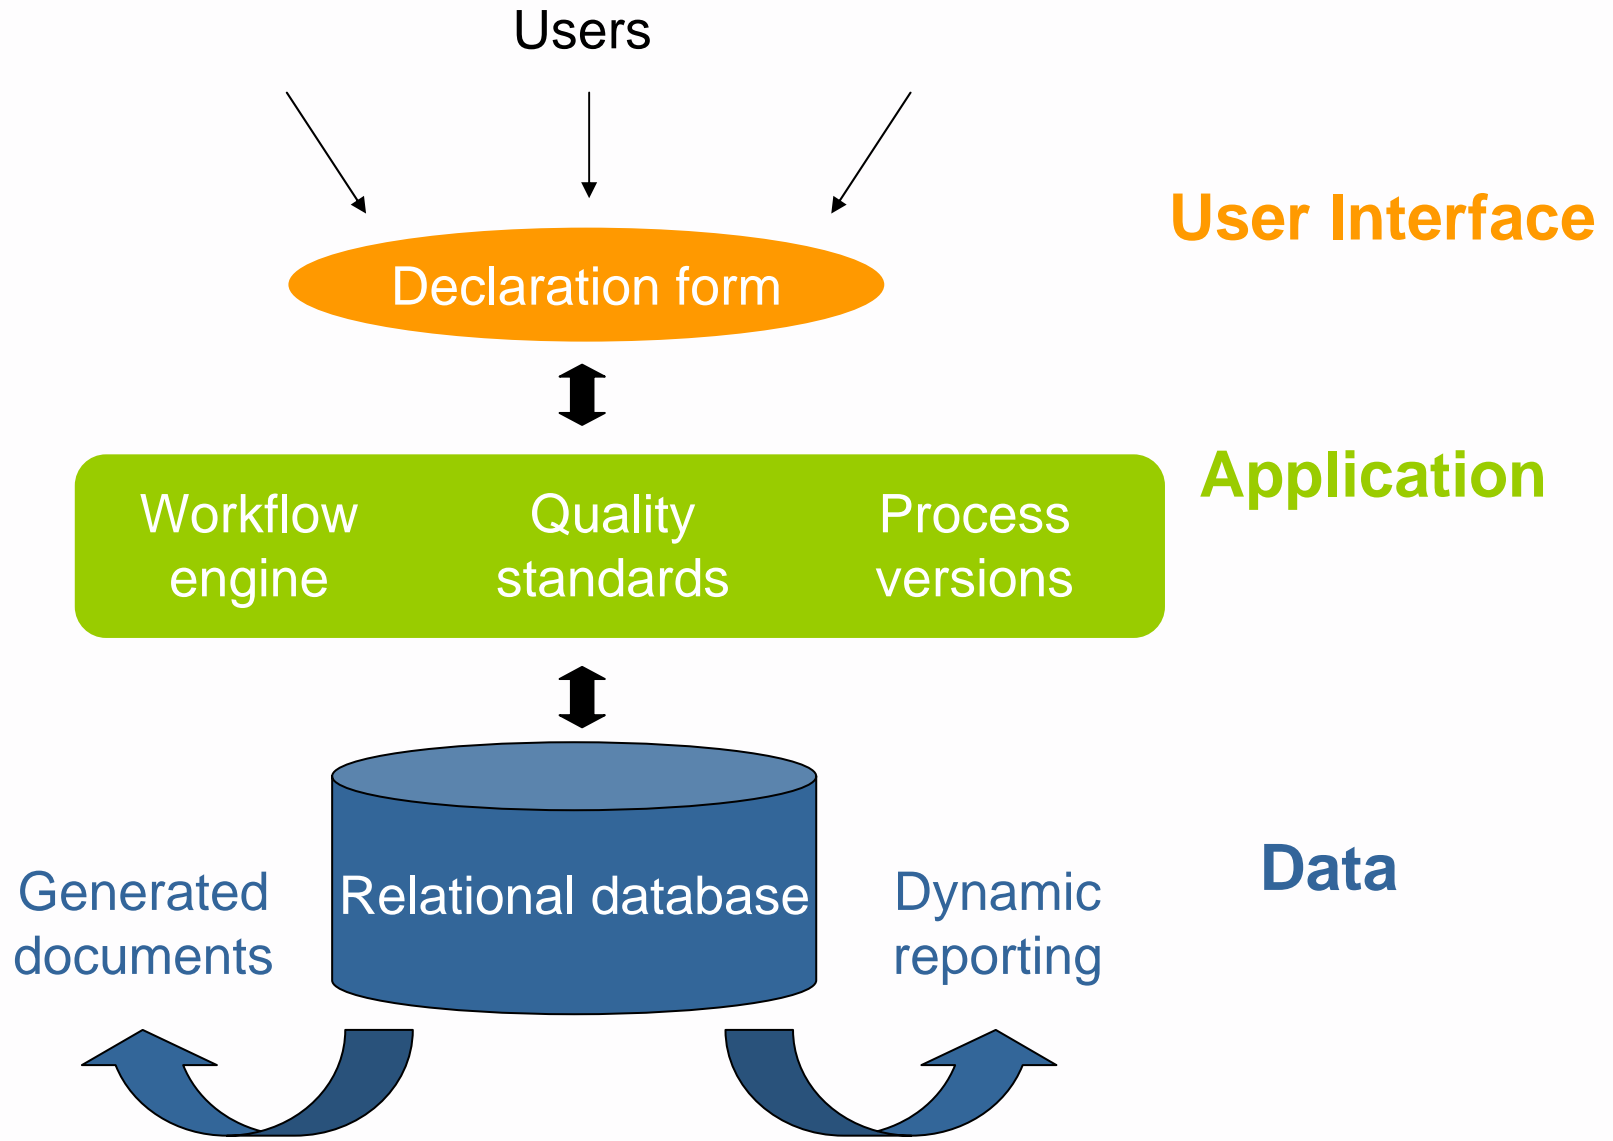 Users
User Interface
Declaration form
Application
Workflow
engine
Quality
standards
Process
versions
Data
Generated
documents
Relational database
Dynamic
reporting